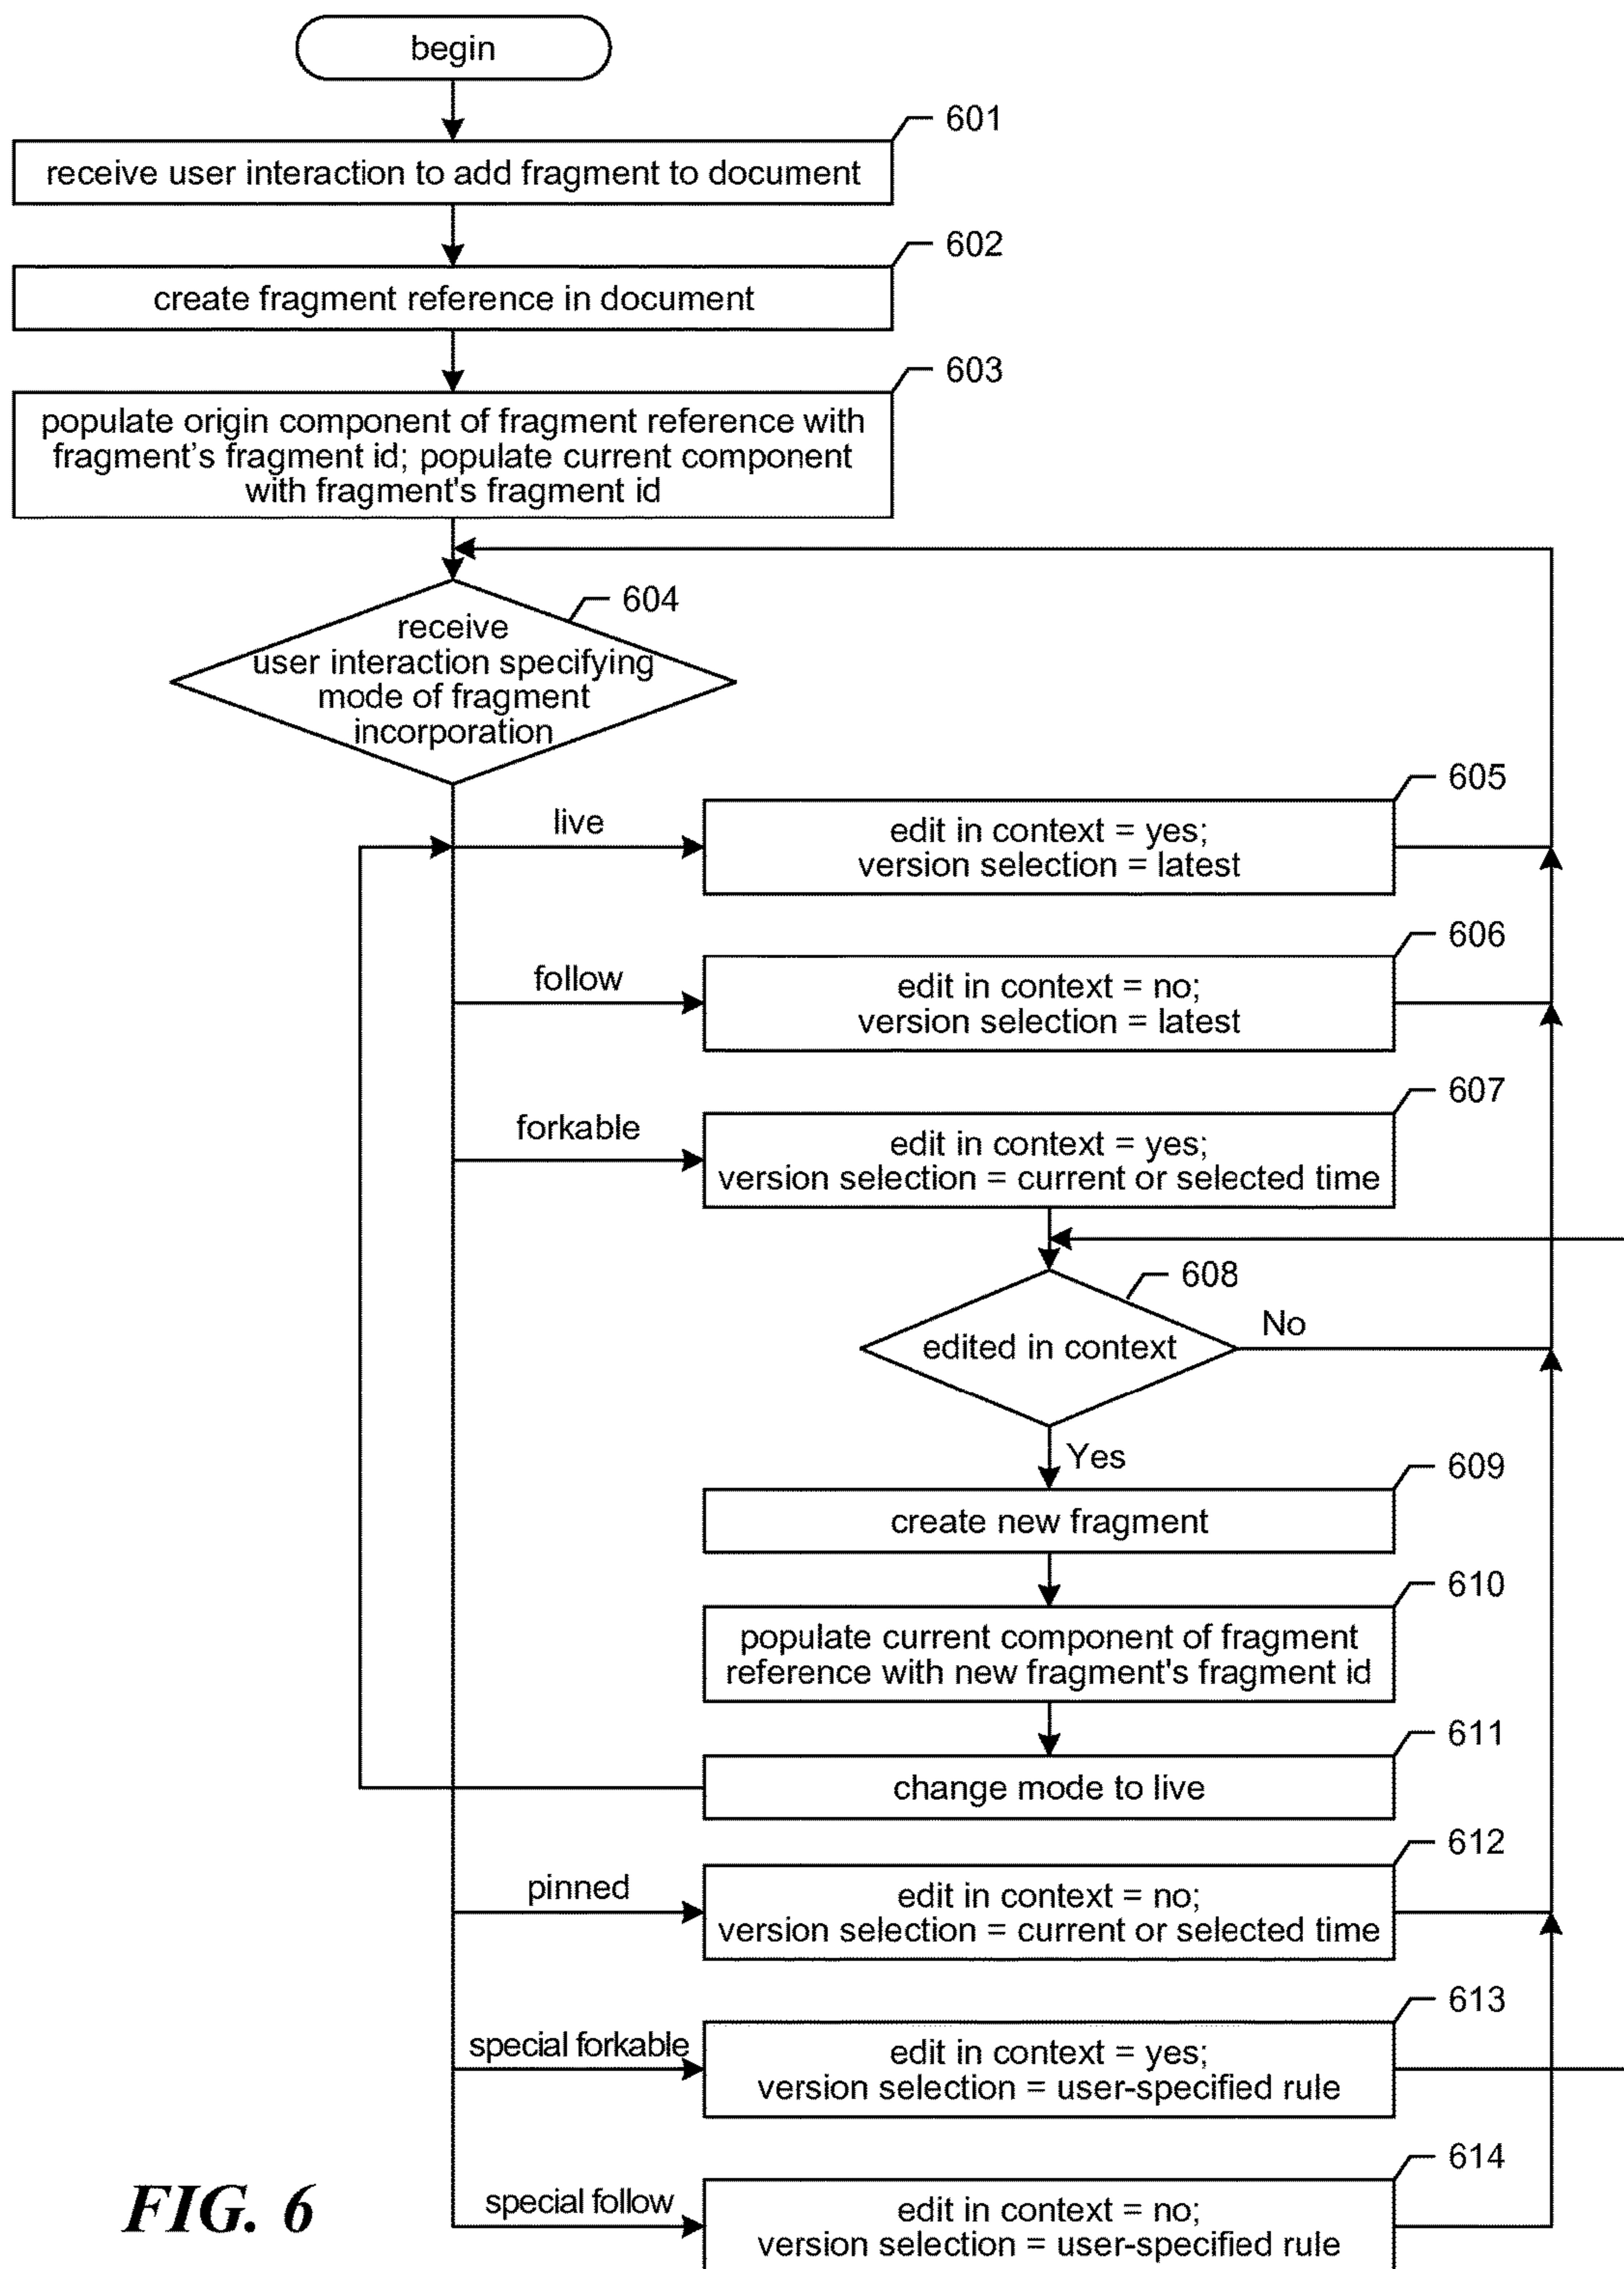 begin
601
receive user interaction to add fragment to document
602
create fragment reference in document
603
populate origin component of fragment reference with
fragment's fragment id; populate current component
with fragment's fragment id
604
receive
user interaction specifying
mode of fragment
incorporation
605
live
edit in context = yes;
version selection = latest
606
follow
edit in context = no;
version selection = latest
607
forkable
edit in context = yes;
version selection = current or selected time
608
edited in context
No
Yes
609
create new fragment
610
populate current component of fragment
reference with new fragment's fragment id
611
change mode to live
612
pinned
edit in context = no;
version selection = current or selected time
613
special forkable
edit in context = yes;
version selection = user-specified rule
614
special follow
edit in context = no;
version selection = user-specified rule
FIG. 6